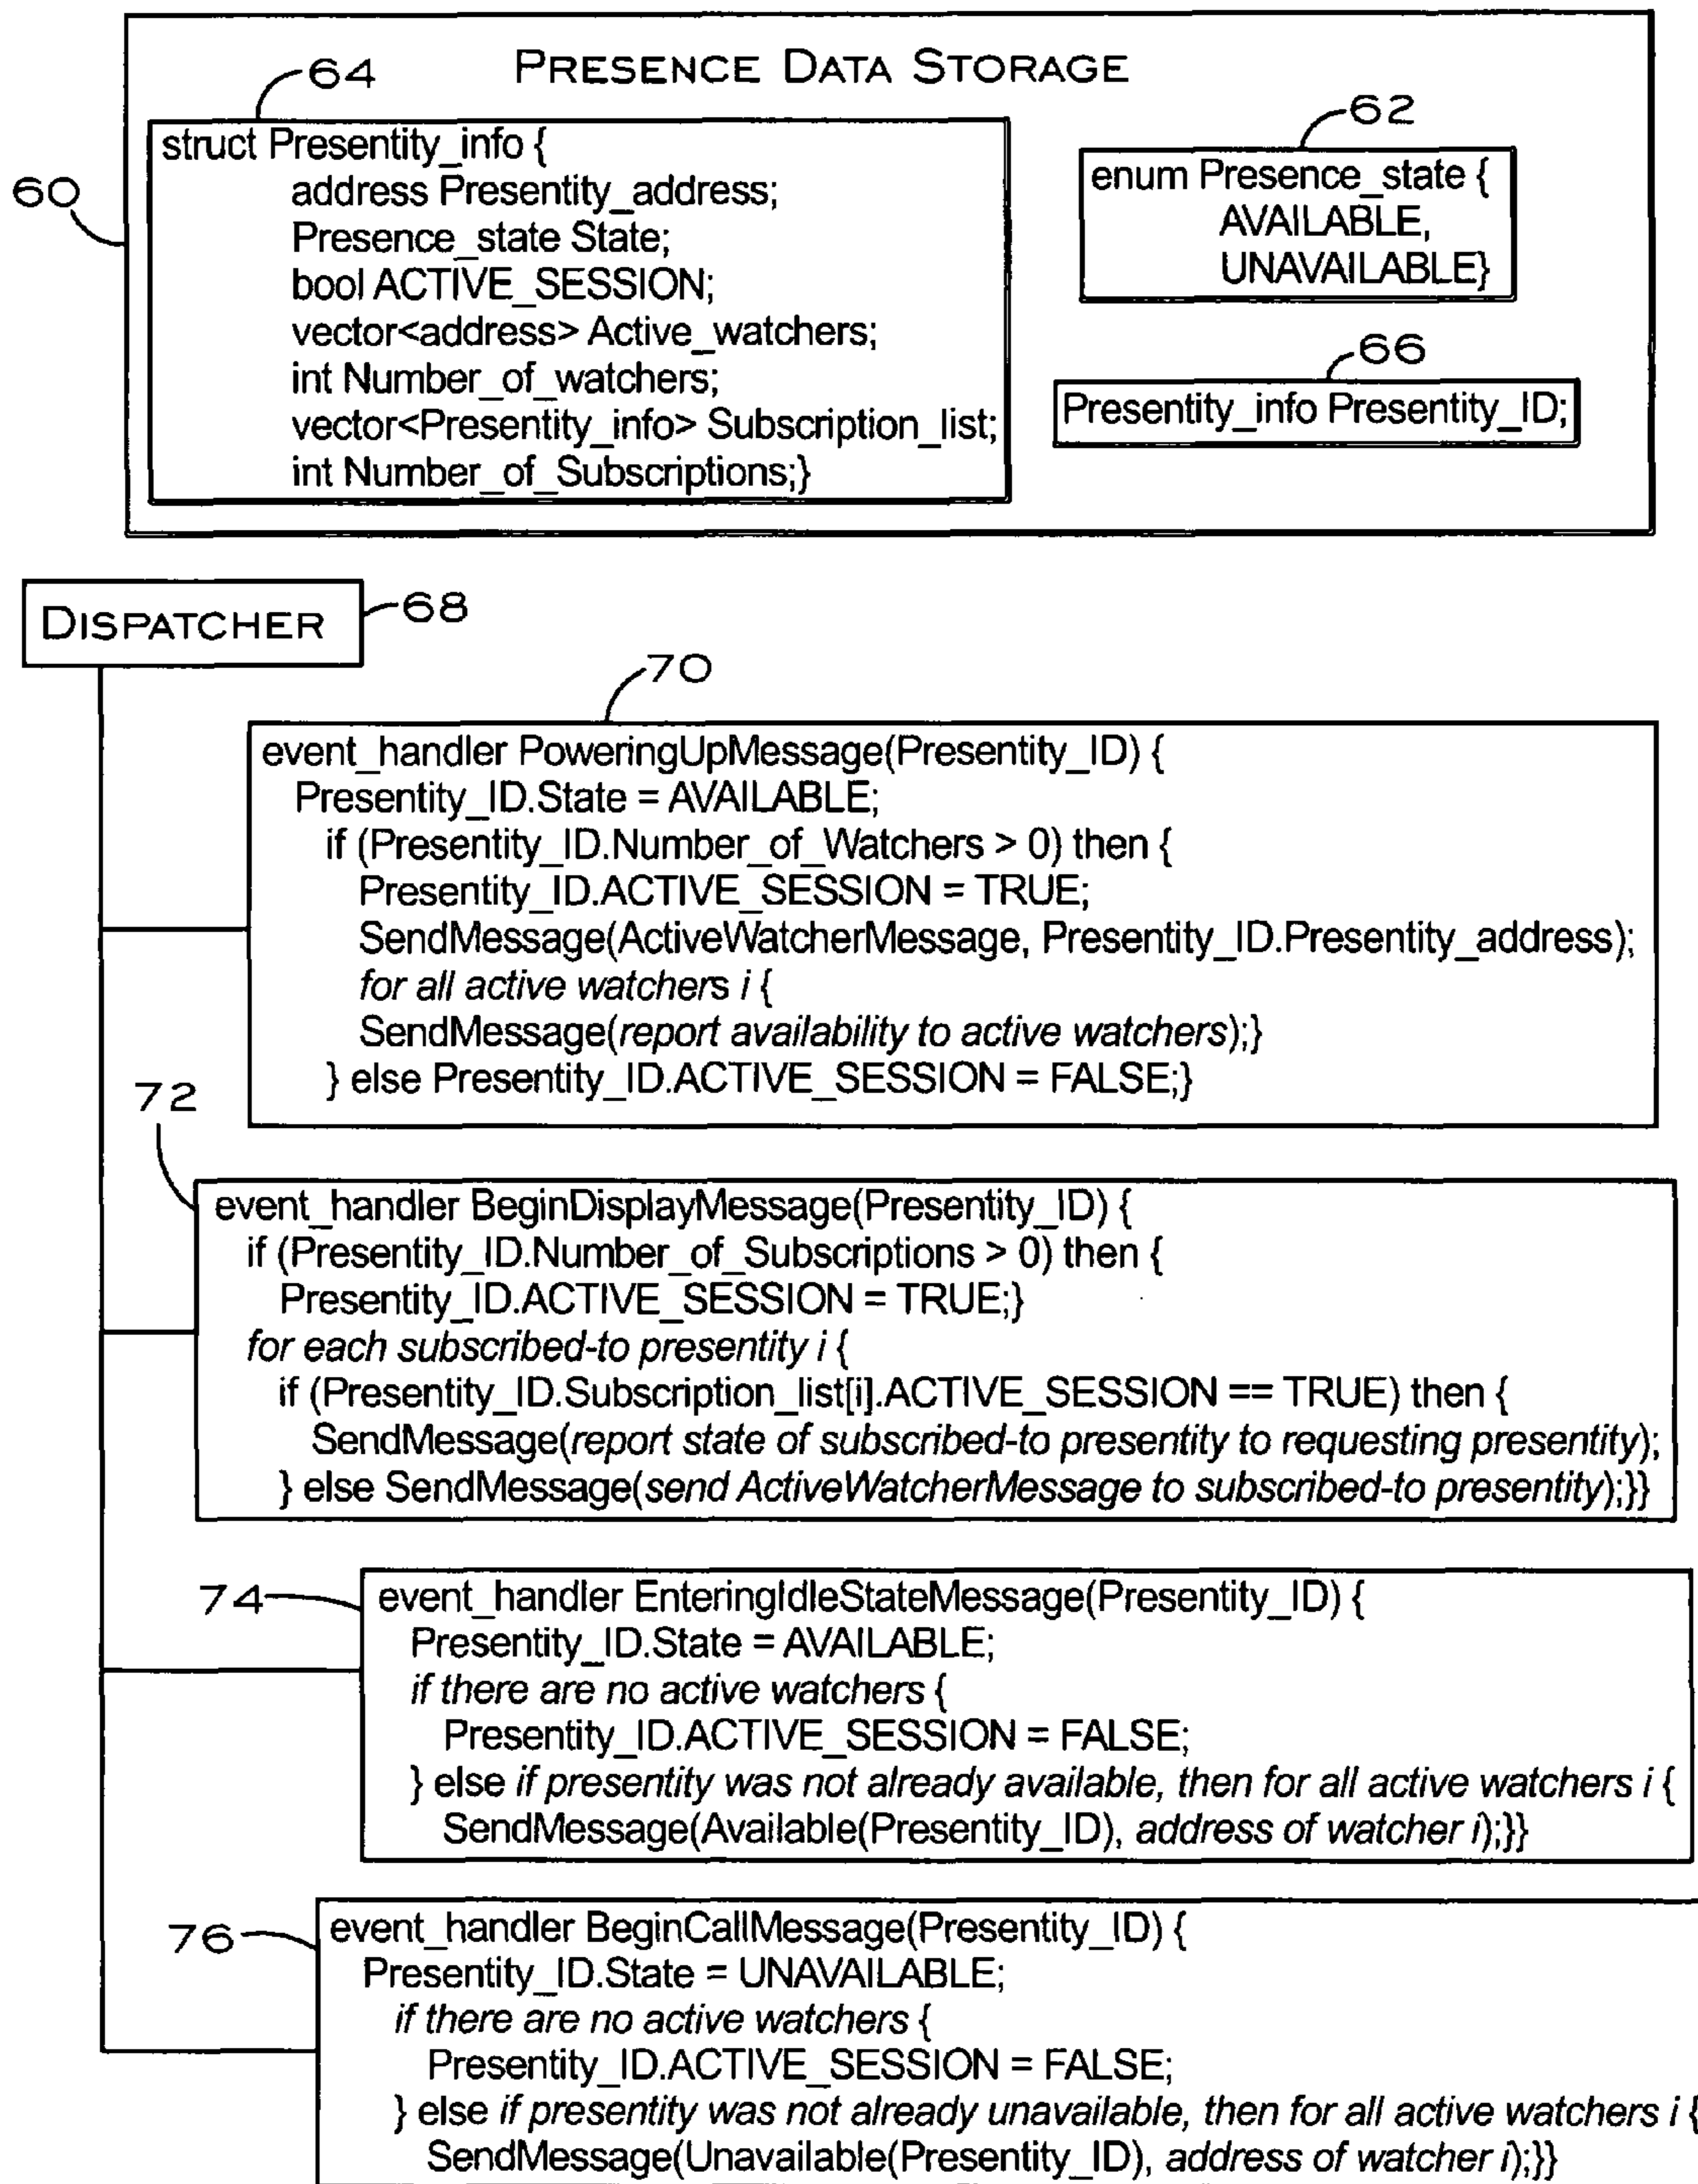 PRESENCE DATA STORAGE
64
struct Presentity_info {
address Presentity_address;
Presence_state State;
bool ACTIVE_SESSION;
vector<address> Active_watchers;
int Number_of_watchers;
vector<Presentity_info> Subscription_list;
int Number_of_Subscriptions;}
60
62
enum Presence_state {
AVAILABLE,
UNAVAILABLE}
66
Presentity_info Presentity_ID;
DISPATCHER
68
70
event_handler PoweringUpMessage(Presentity_ID) {
Presentity_ID.State = AVAILABLE;
if (Presentity_ID.Number_of_Watchers > 0) then {
Presentity_ID.ACTIVE_SESSION = TRUE;
SendMessage(ActiveWatcherMessage, Presentity_ID.Presentity_address);
for all active watchers i {
SendMessage(report availability to active watchers);}
} else Presentity_ID.ACTIVE_SESSION = FALSE;}
72
event_handler BeginDisplayMessage(Presentity_ID) {
if (Presentity_ID.Number_of_Subscriptions > 0) then {
Presentity_ID.ACTIVE_SESSION = TRUE;}
for each subscribed-to presentity i {
if (Presentity_ID.Subscription_list[i].ACTIVE_SESSION == TRUE) then {
SendMessage(report state of subscribed-to presentity to requesting presentity);
} else SendMessage(send ActiveWatcherMessage to subscribed-to presentity);}}
74
event_handler EnteringIdleStateMessage(Presentity_ID) {
Presentity_ID.State = AVAILABLE;
if there are no active watchers {
Presentity_ID.ACTIVE_SESSION = FALSE;
} else if presentity was not already available, then for all active watchers i {
SendMessage(Available(Presentity_ID), address of watcher i);}}
76
event_handler BeginCallMessage(Presentity_ID) {
Presentity_ID.State = UNAVAILABLE;
if there are no active watchers {
Presentity_ID.ACTIVE_SESSION = FALSE;
} else if presentity was not already unavailable, then for all active watchers i {
SendMessage(Unavailable(Presentity_ID), address of watcher i);}}